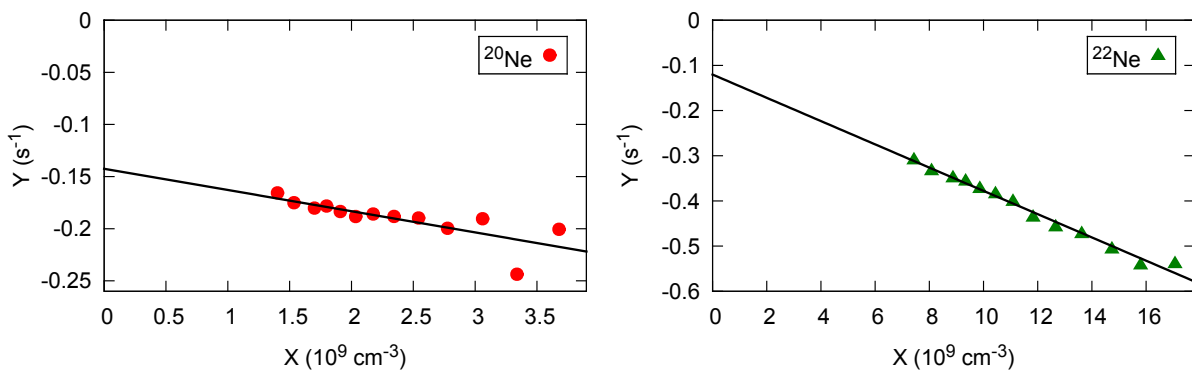 0
-0.05
-0.1
-0.15
-0.2
-0.25
Y (s⁻¹)
0 0.5 1 1.5 2 2.5 3 3.5
X (10⁹ cm⁻³)
²⁰Ne
0
-0.1
-0.2
-0.3
-0.4
-0.5
-0.6
Y (s⁻¹)
0 2 4 6 8 10 12 14 16
X (10⁹ cm⁻³)
²²Ne